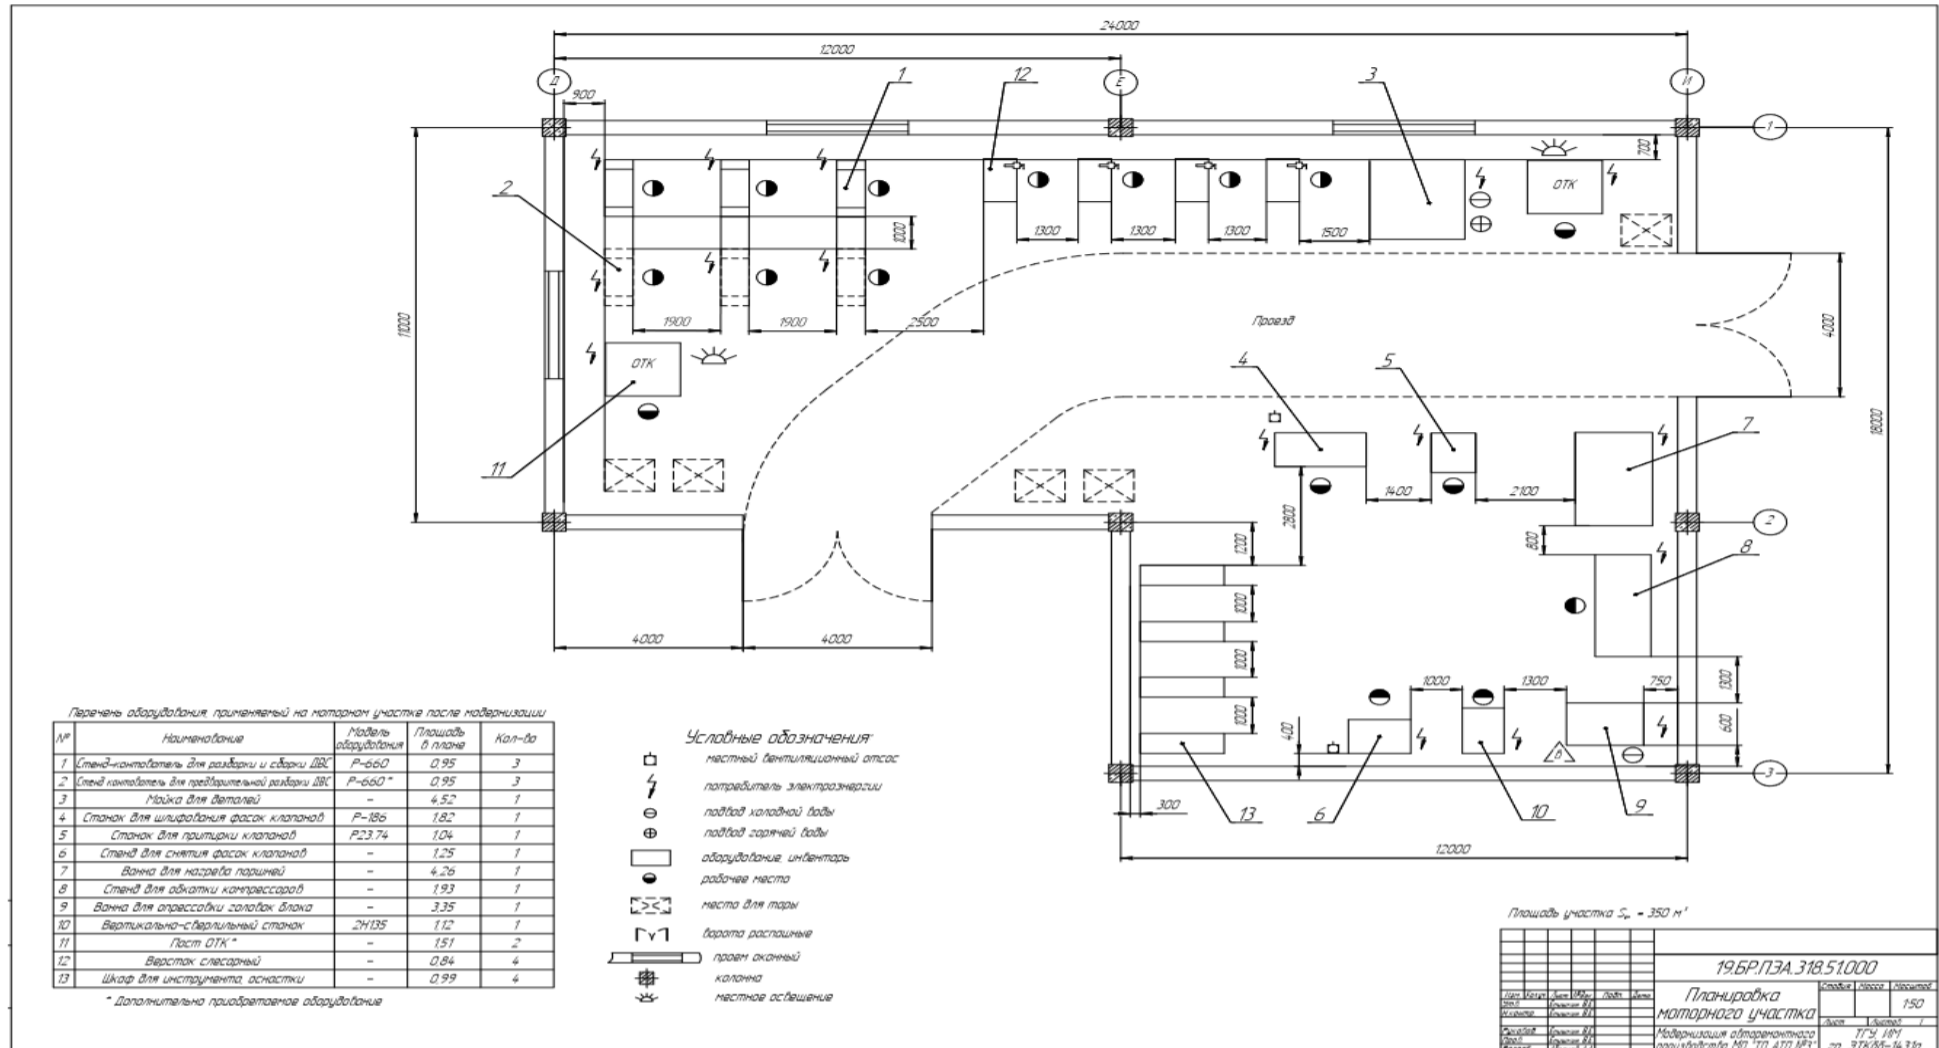 24000
12000
Д
Е
И
1
12
3
900
1
700
2
ОТК
1000
1300
1300
1300
1500
11000
1900
1900
2500
Проезд
4000
18000
ОТК
4
5
7
11
1400
2100
2800
1200
800
2
8
1000
1000
1000
4000
4000
1000
1300
750
1300
600
400
В
3
300
13
6
10
9
12000
Перечень оборудования, применяемый на моторном участке после модернизации
№ Наименование Модель оборудования Площадь в плане Кол-во
1 Стенд-кантователь для разборки и сборки ДВС Р-660 0,95 3
2 Стенд кантователь для предварительной разборки ДВС Р-660* 0,95 3
3 Мойка для деталей - 4,52 1
4 Станок для шлифования фасок клапанов Р-186 1,82 1
5 Станок для притирки клапанов Р23.74 1,04 1
6 Стенд для снятия фасок клапанов - 1,25 1
7 Ванна для нагрева поршней - 4,26 1
8 Стенд для обкатки компрессоров - 1,93 1
9 Ванна для опрессовки головок блока - 3,35 1
10 Вертикально-сверлильный станок 2Н135 1,12 1
11 Пост ОТК* - 1,51 2
12 Верстак слесарный - 0,84 4
13 Шкаф для инструмента, оснастки - 0,99 4
* Дополнительно приобретаемое оборудование
Условные обозначения
местный вентиляционный отсос
потребитель электроэнергии
подвод холодной воды
подвод горячей воды
оборудование, инвентарь
рабочее место
место для тары
ворота распашные
проем оконный
колонна
местное освещение
Площадь участка = 350 м²
19.БР.ПЭА.318.51.000
Планировка
моторного участка
Стадия Масса Масштаб
1:50
Лист Листов 1
Модернизация авторемонтного
ТГУ, ИМ